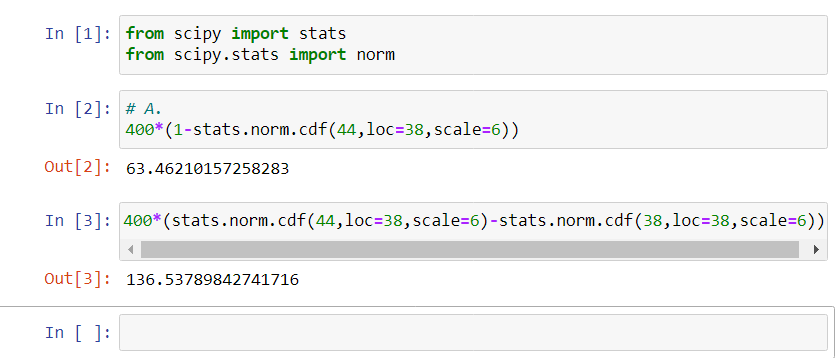 In [1]: from scipy import stats
from scipy.stats import norm
In [2]: # A.
400*(1-stats.norm.cdf(44,loc=38,scale=6))
Out[2]: 63.46210157258283
In [3]: 400*(stats.norm.cdf(44,loc=38,scale=6)-stats.norm.cdf(38,loc=38,scale=6))
Out[3]: 136.53789842741716
In [ ]: